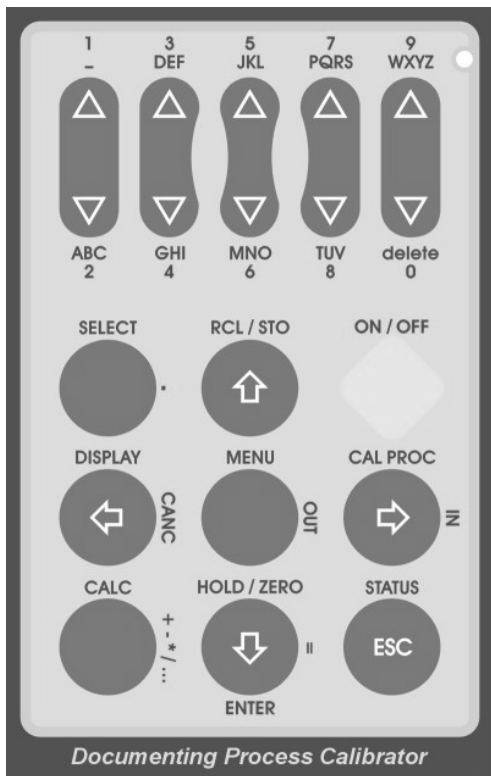 1 3 5 7 9
_ DEF JKL PQRS WXYZ
ABC GHI MNO TUV delete
2 4 6 8 0
SELECT RCL / STO ON / OFF
.
DISPLAY MENU CAL PROC
CANC OUT IN
CALC HOLD / ZERO STATUS
+ - * / ... = ESC
ENTER
Documenting Process Calibrator